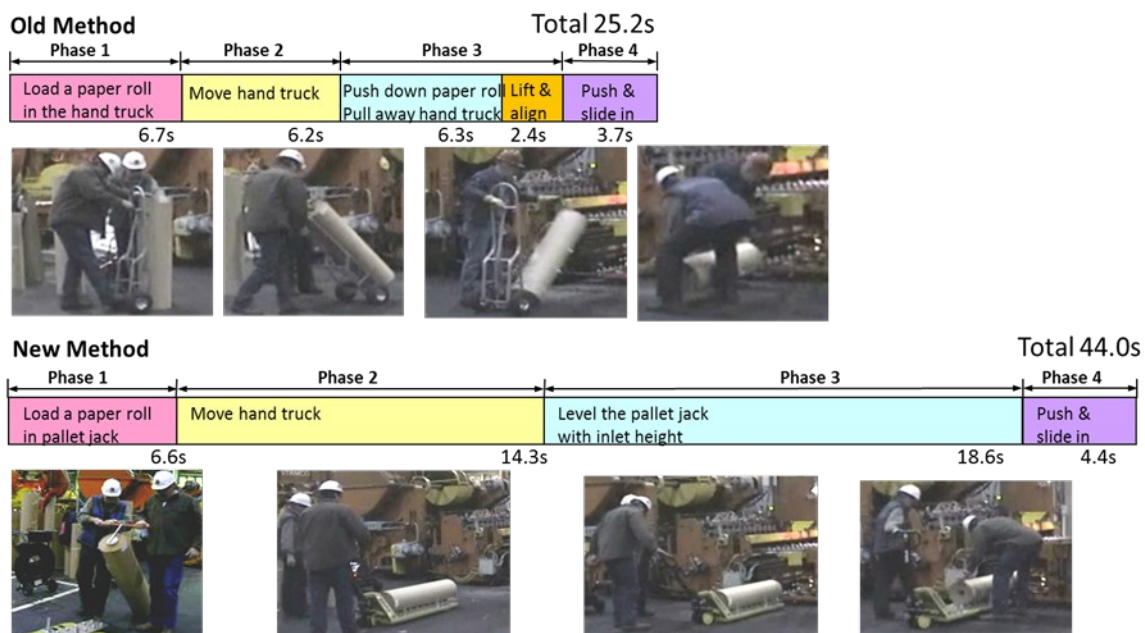 Old Method
Total 25.2s
Phase 1
Phase 2
Phase 3
Phase 4
Load a paper roll
in the hand truck
Move hand truck
Push down paper roll
Pull away hand truck
Lift &
align
Push &
slide in
6.7s
6.2s
6.3s
2.4s
3.7s
New Method
Total 44.0s
Phase 1
Phase 2
Phase 3
Phase 4
Load a paper roll
in pallet jack
Move hand truck
Level the pallet jack
with inlet height
Push &
slide in
6.6s
14.3s
18.6s
4.4s